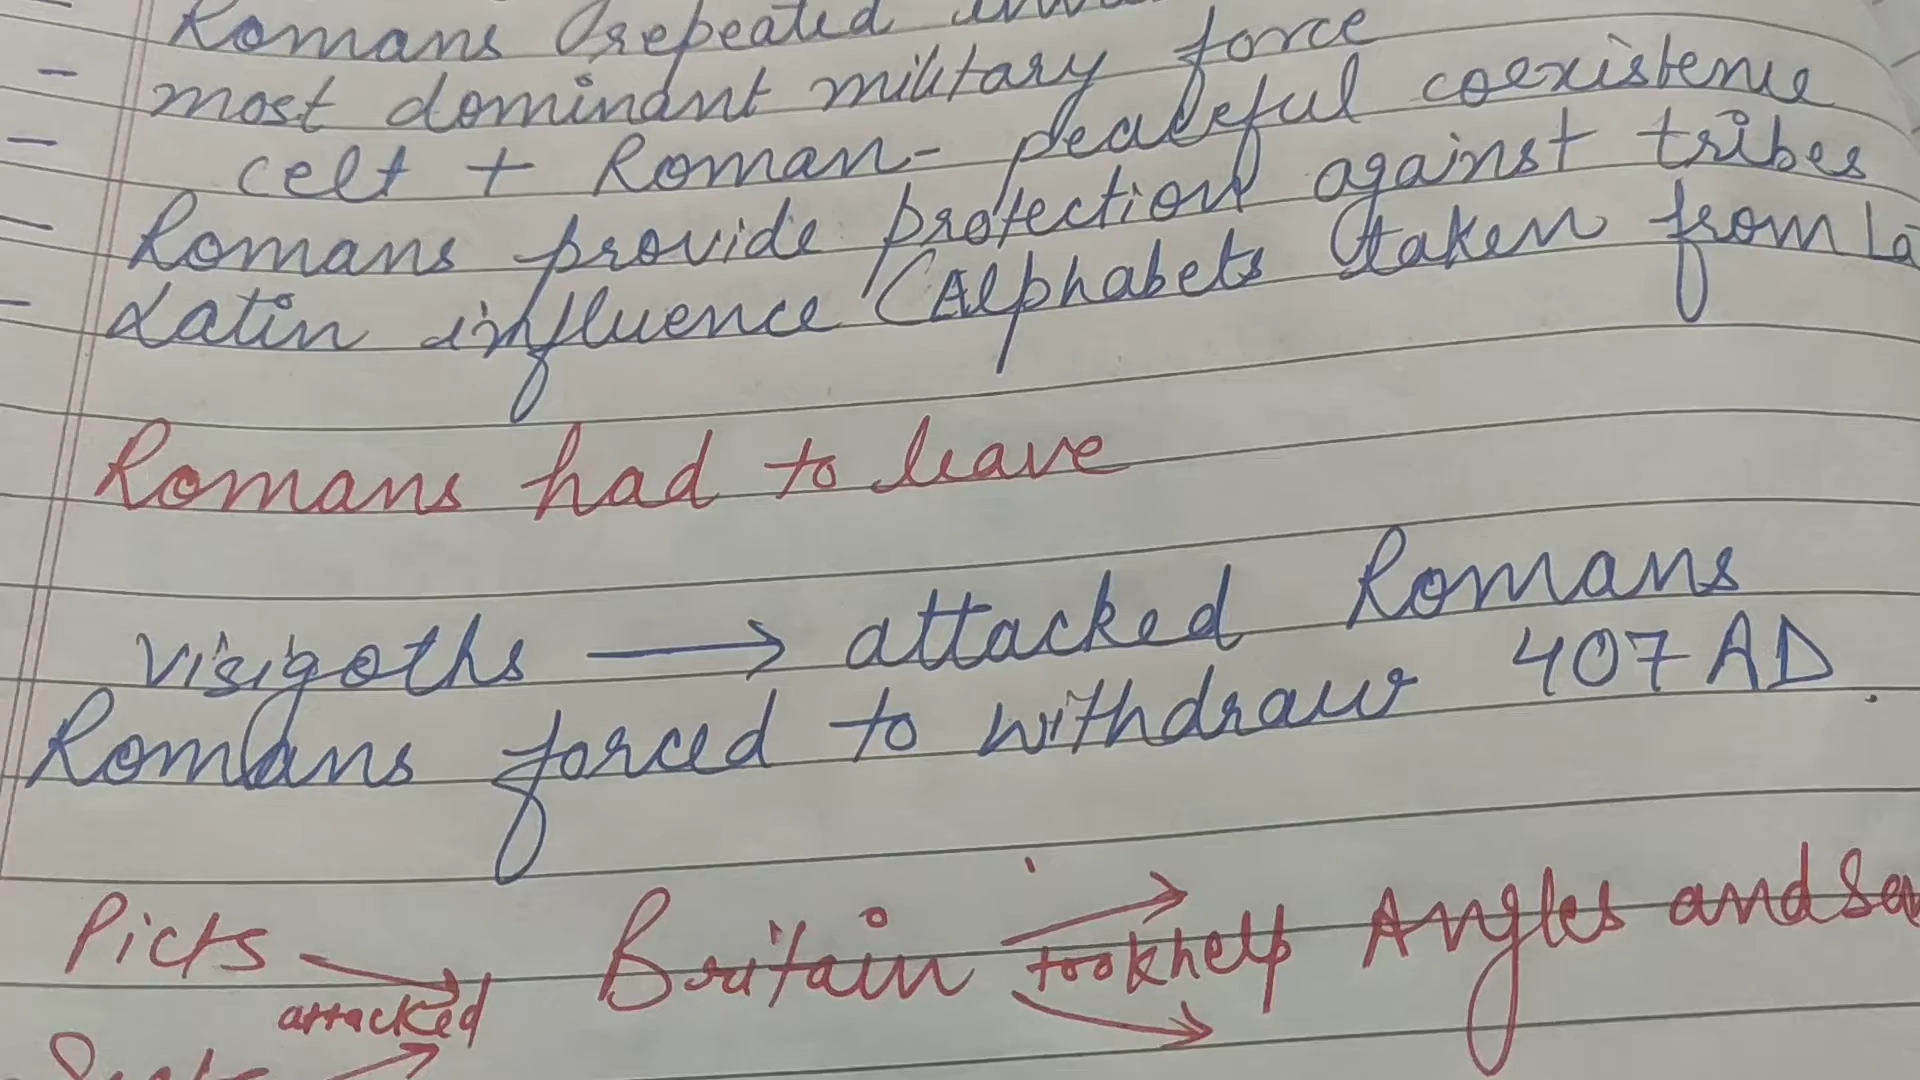 Romans (repeated
- most dominant military force
- celt + Roman - peaceful coexistence
- Romans provide protection against tribes
- Latin influence (Alphabets (taken from La
Romans had to leave
Visigoths → attacked Romans
Romans forced to withdraw 407 AD.
Picts → attacked Britain → took help Angles and Sa